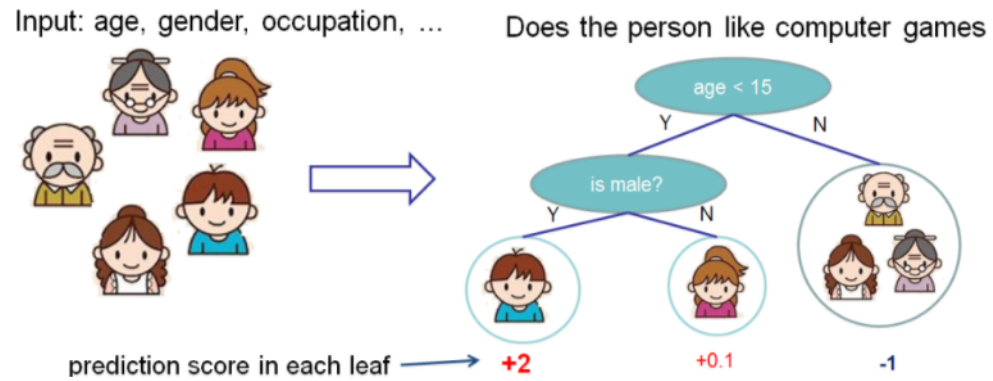 Input: age, gender, occupation, ...
Does the person like computer games
age < 15
Y
N
is male?
Y
N
prediction score in each leaf
+2
+0.1
-1